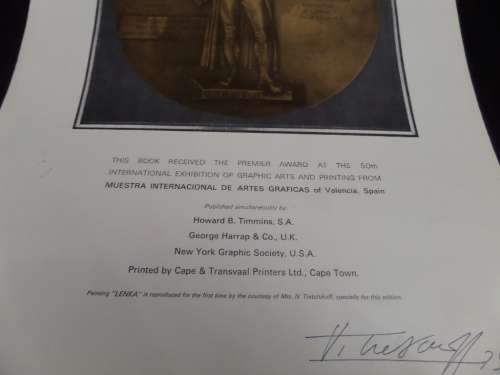 THIS BOOK RECEIVED THE PREMIER AWARD AT THE 50th
INTERNATIONAL EXHIBITION OF GRAPHIC ARTS AND PRINTING FROM
MUESTRA INTERNACIONAL DE ARTES GRAFICAS of Valencia, Spain
Published simultaneously by
Howard B. Timmins, S.A.
George Harrap & Co., U.K.
New York Graphic Society, U.S.A.
Printed by Cape & Transvaal Printers Ltd., Cape Town.
Painting "LENKA" is reproduced for the first time by the courtesy of Mrs. N. Tretchikoff, specially for this edition.